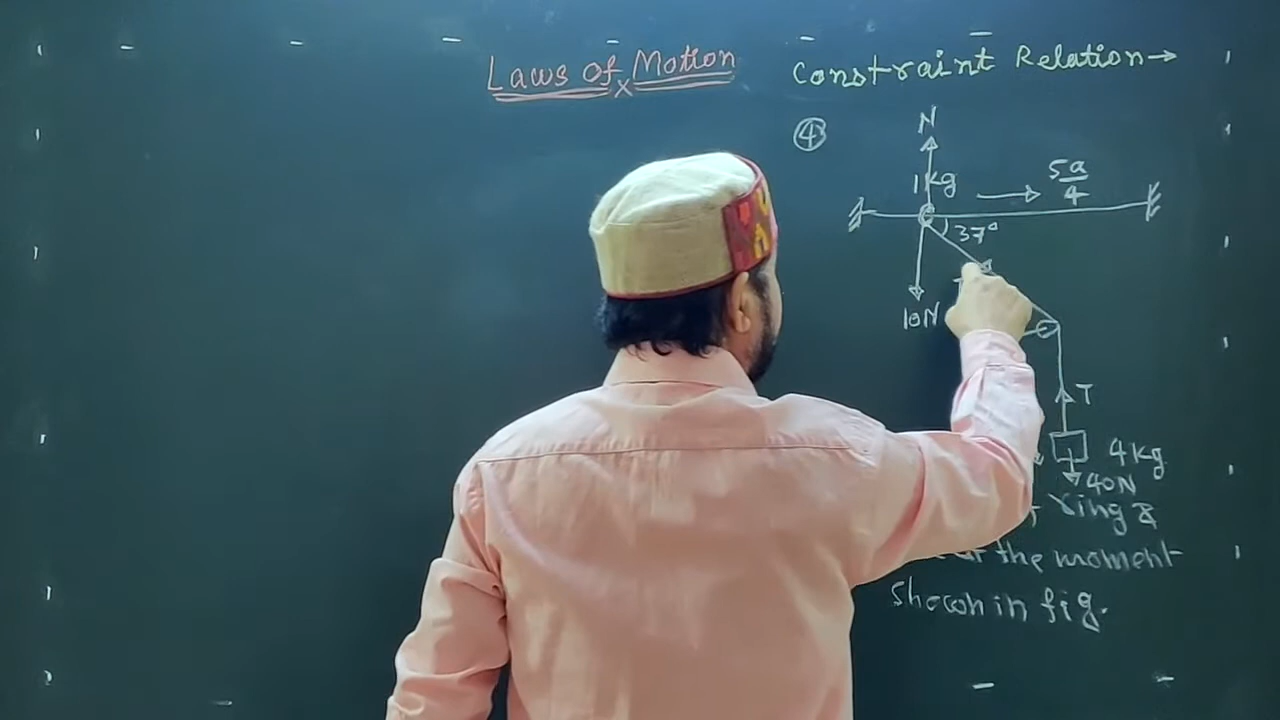 Laws of Motion
Constraint Relation →
④
N
1kg → 5a/4
37°
10N
T
4kg
40N
ring &
the moment
Shown in fig.